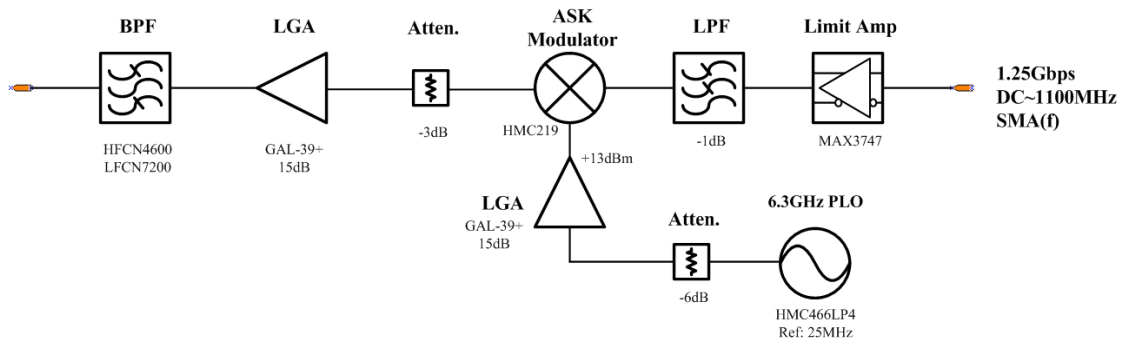 BPF
LGA
Atten.
ASK
Modulator
LPF
Limit Amp
1.25Gbps
DC~1100MHz
SMA(f)
-3dB
HMC219
-1dB
MAX3747
HFCN4600
LFCN7200
GAL-39+
15dB
+13dBm
LGA
GAL-39+
15dB
Atten.
6.3GHz PLO
-6dB
HMC466LP4
Ref: 25MHz